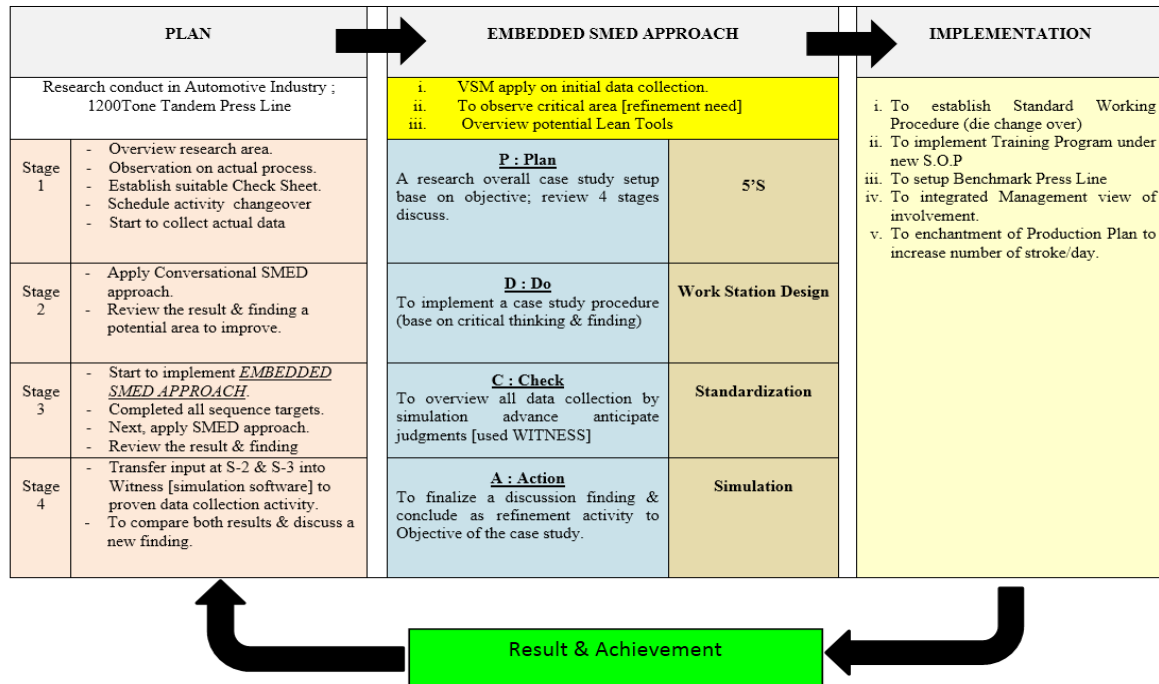 PLAN
Research conduct in Automotive Industry ;
1200Tone Tandem Press Line
Stage
1
- Overview research area.
- Observation on actual process.
- Establish suitable Check Sheet.
- Schedule activity changeover
- Start to collect actual data
Stage
2
- Apply Conversational SMED
approach.
- Review the result & finding a
potential area to improve.
Stage
3
- Start to implement EMBEDDED
SMED APPROACH.
- Completed all sequence targets.
- Next, apply SMED approach.
- Review the result & finding
Stage
4
- Transfer input at S-2 & S-3 into
Witness [simulation software] to
proven data collection activity.
- To compare both results & discuss a
new finding.
EMBEDDED SMED APPROACH
i. VSM apply on initial data collection.
ii. To observe critical area [refinement need]
iii. Overview potential Lean Tools
P : Plan
A research overall case study setup
base on objective; review 4 stages
discuss.
5'S
D : Do
To implement a case study procedure
(base on critical thinking & finding)
Work Station Design
C : Check
To overview all data collection by
simulation advance anticipate
judgments [used WITNESS]
Standardization
A : Action
To finalize a discussion finding &
conclude as refinement activity to
Objective of the case study.
Simulation
IMPLEMENTATION
i. To establish Standard Working
Procedure (die change over)
ii. To implement Training Program under
new S.O.P
iii. To setup Benchmark Press Line
iv. To integrated Management view of
involvement.
v. To enchantment of Production Plan to
increase number of stroke/day.
Result & Achievement